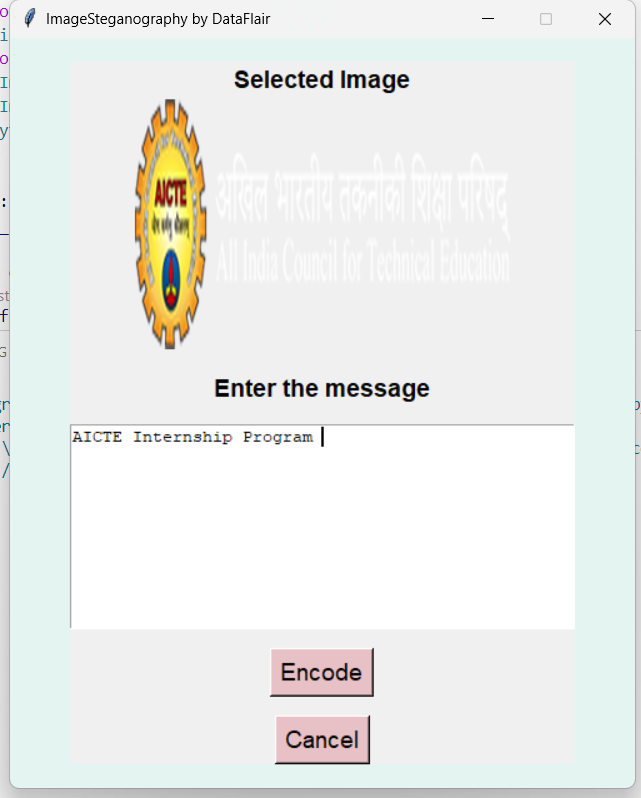 ImageSteganography by DataFlair
Selected Image
AICTE
अखिल भारतीय तकनीकी शिक्षा परिषद्
All India Council for Technical Education
Enter the message
AICTE Internship Program
Encode
Cancel